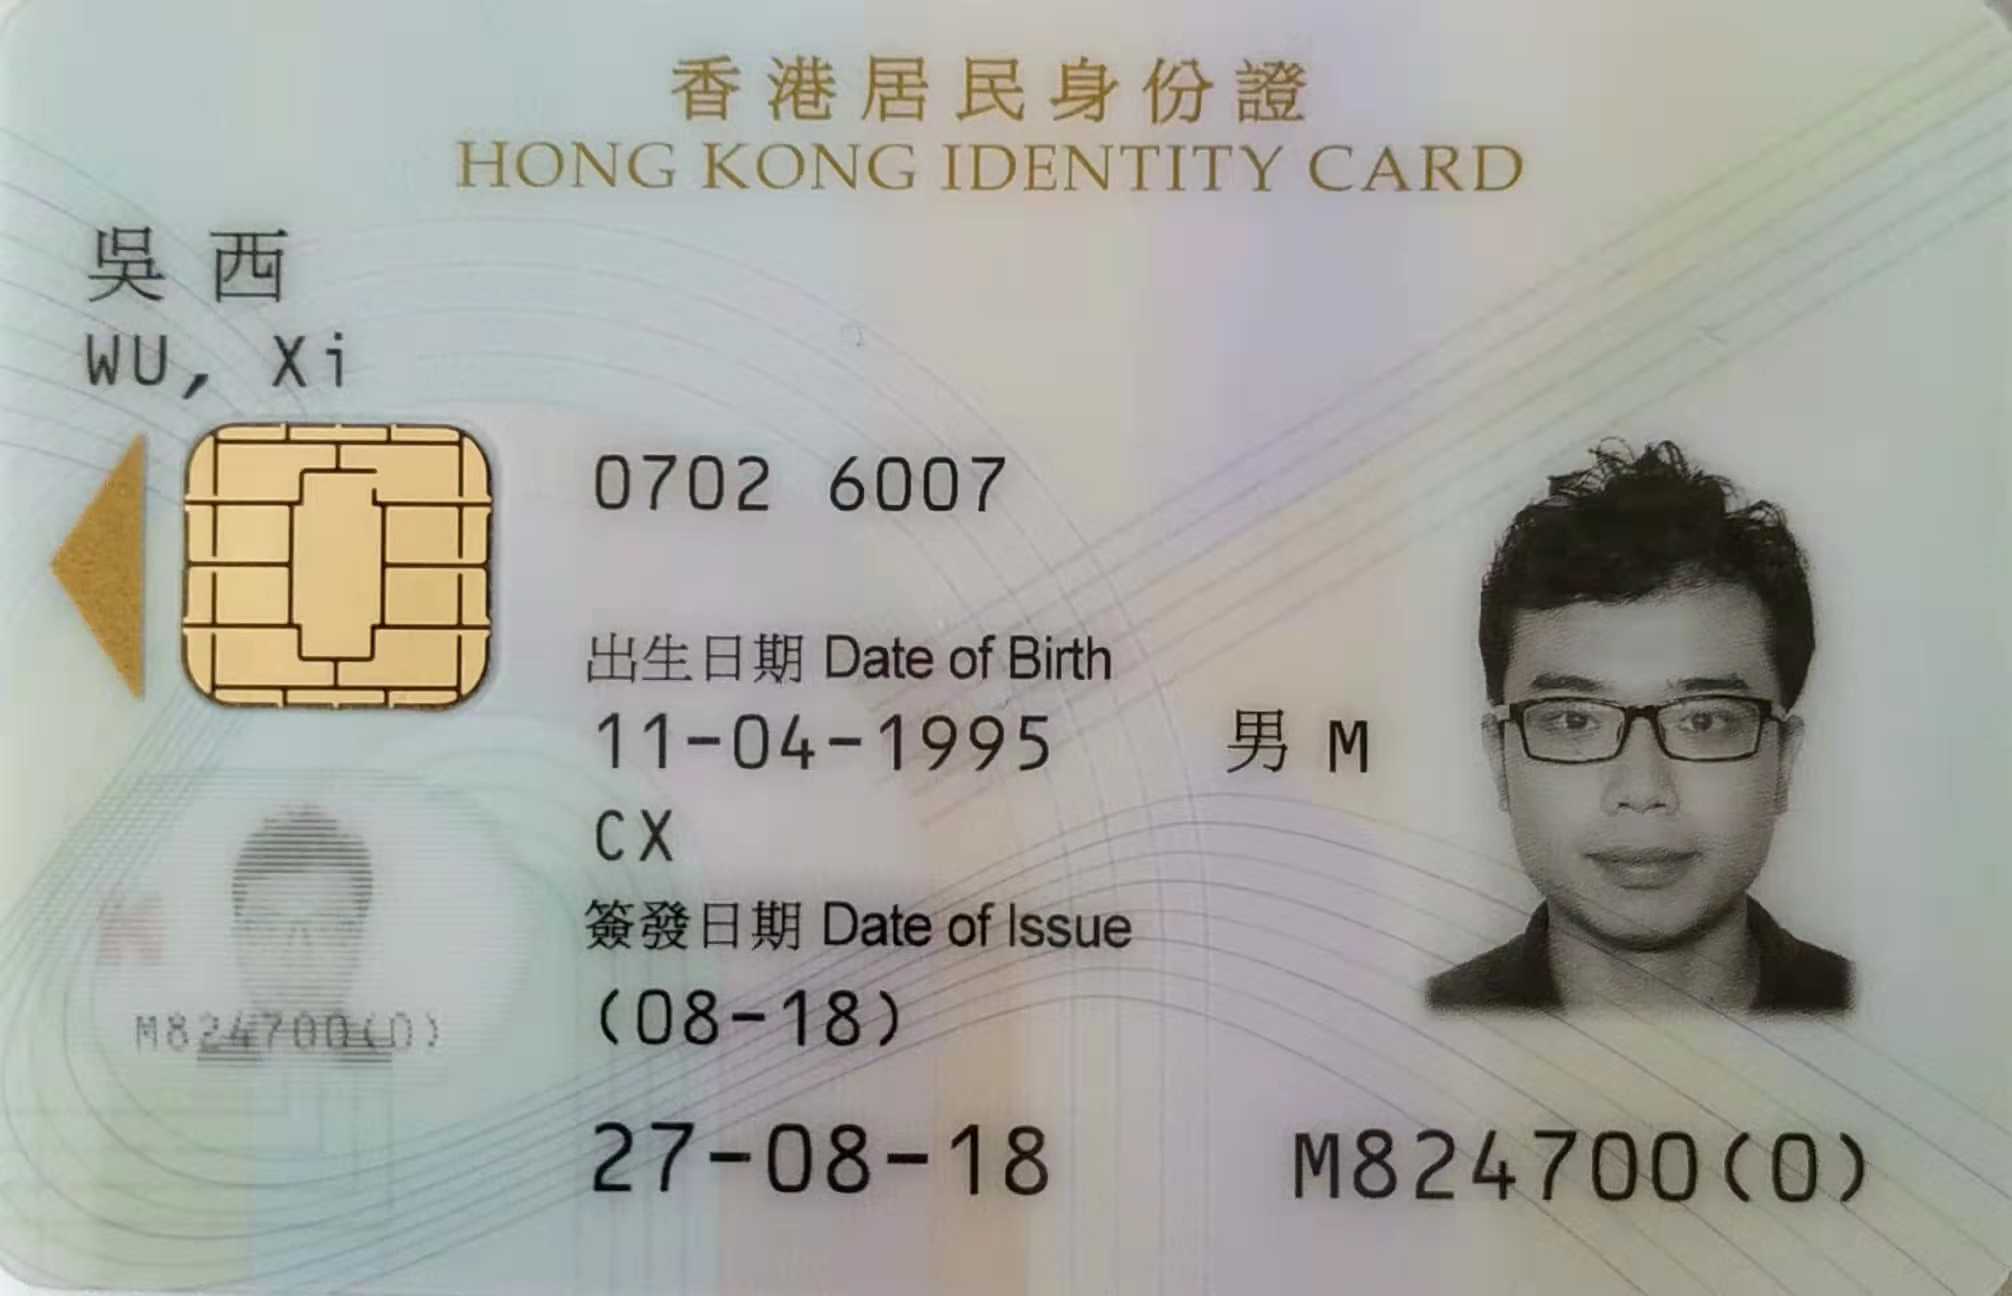 香港居民身份證
HONG KONG IDENTITY CARD
吳西
WU, Xi
0702 6007
出生日期 Date of Birth
11-04-1995
男 M
CX
簽發日期 Date of Issue
(08-18)
M824700(0)
27-08-18
M824700(0)